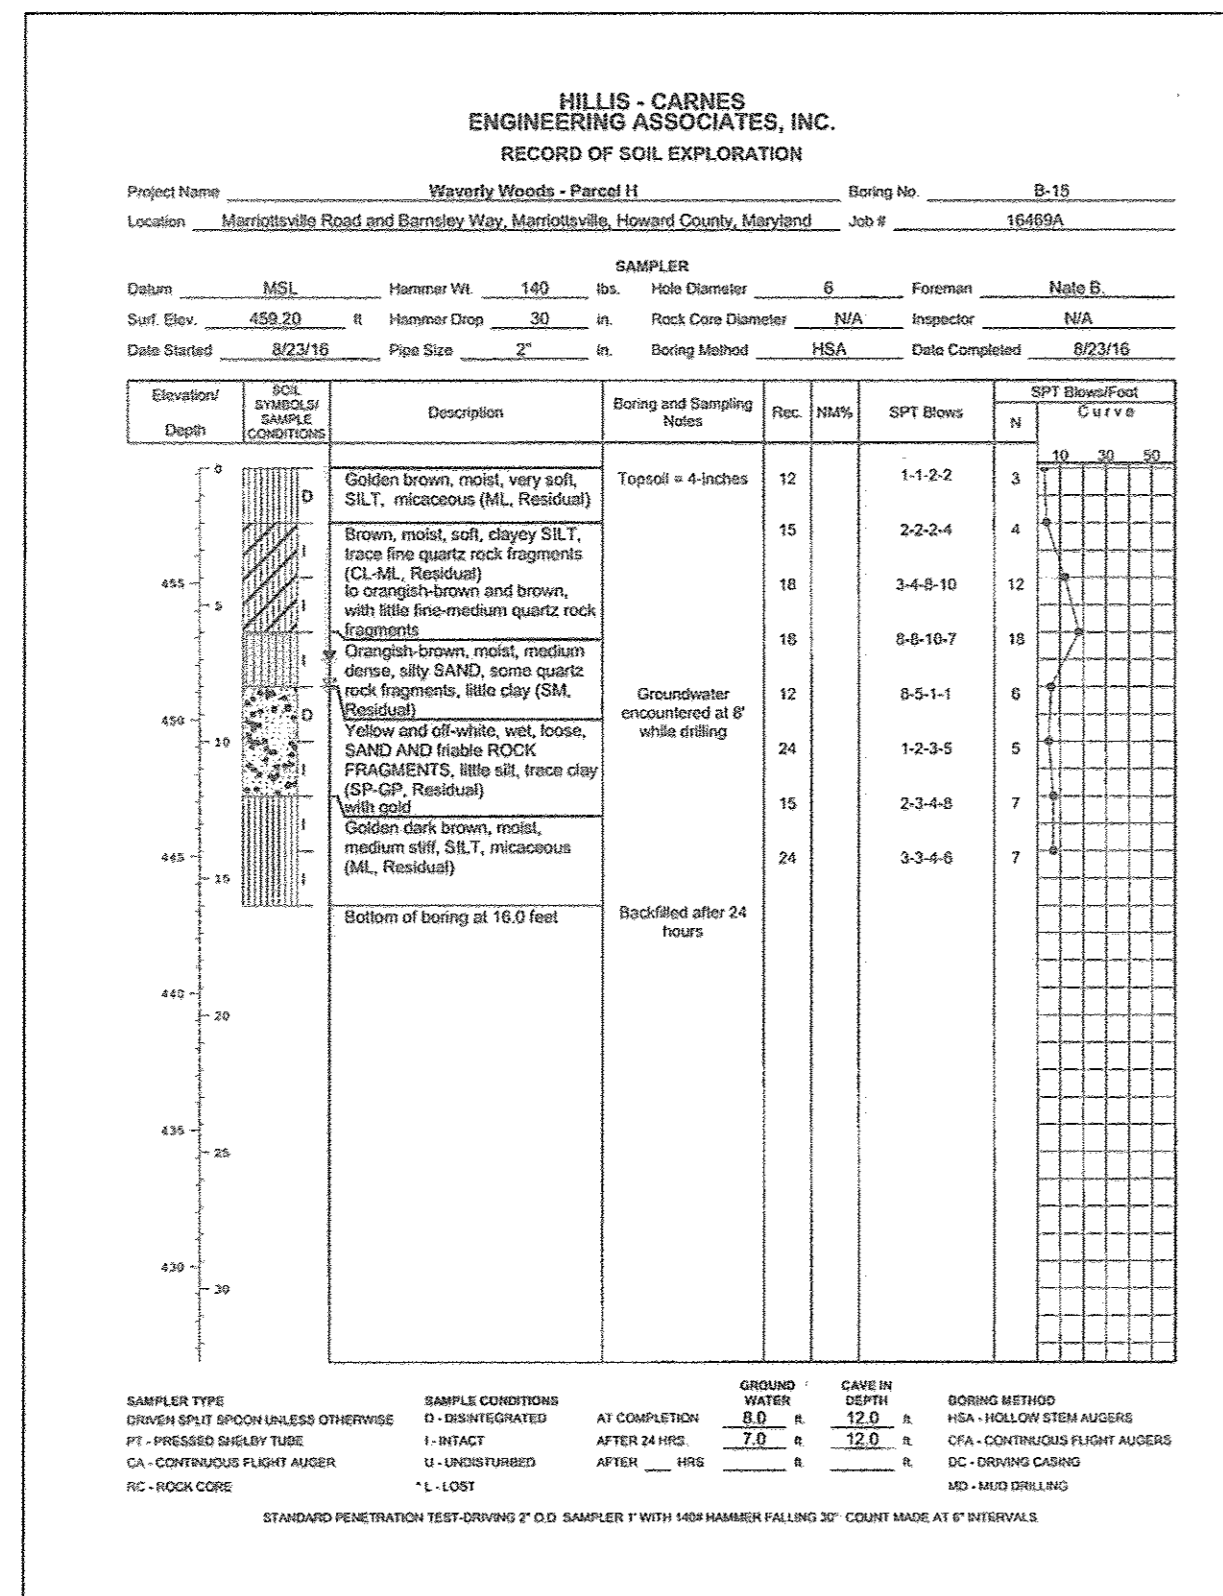 HILLIS - CARNES
ENGINEERING ASSOCIATES, INC.
RECORD OF SOIL EXPLORATION
Project Name Waverly Woods - Parcel H Boring No. B-15
Location Marriottsville Road and Barnsley Way, Marriottsville, Howard County, Maryland Job # 16469A
SAMPLER
Datum MSL Hammer Wt. 140 lbs. Hole Diameter 6 Foreman Nate B.
Surf. Elev. 459.20 ft Hammer Drop 30 in. Rock Core Diameter N/A Inspector N/A
Date Started 8/23/16 Pipe Size 2" in. Boring Method HSA Date Completed 8/23/16
Elevation/
Depth
SOIL
SYMBOLS/
SAMPLE
CONDITIONS
Description
Boring and Sampling
Notes
Rec.
NM%
SPT Blows
SPT Blows/Foot
N
Curve
10 30 50
0
D
Golden brown, moist, very soft,
SILT, micaceous (ML, Residual)
Topsoil = 4-inches
12
1-1-2-2
3
I
Brown, moist, soft, clayey SILT,
trace fine quartz rock fragments
(CL-ML, Residual)
15
2-2-2-4
4
455
5
I
to orangish-brown and brown,
with little fine-medium quartz rock
fragments
18
3-4-8-10
12
I
Orangish-brown, moist, medium
dense, silty SAND, some quartz
rock fragments, little clay (SM,
Residual)
18
8-8-10-7
18
450
10
D
I
Yellow and off-white, wet, loose,
SAND AND friable ROCK
FRAGMENTS, little silt, trace clay
(SP-GP, Residual)
with gold
Groundwater
encountered at 8'
while drilling
12
8-5-1-1
6
24
1-2-3-5
5
445
15
I
I
Golden dark brown, moist,
medium stiff, SILT, micaceous
(ML, Residual)
15
2-3-4-8
7
24
3-3-4-6
7
Bottom of boring at 16.0 feet
Backfilled after 24
hours
440
20
435
25
430
30
SAMPLER TYPE
DRIVEN SPLIT SPOON UNLESS OTHERWISE
PT - PRESSED SHELBY TUBE
CA - CONTINUOUS FLIGHT AUGER
RC - ROCK CORE
SAMPLE CONDITIONS
D - DISINTEGRATED
I - INTACT
U - UNDISTURBED
* L - LOST
GROUND
WATER
CAVE IN
DEPTH
AT COMPLETION 8.0 ft. 12.0 ft.
AFTER 24 HRS. 7.0 ft. 12.0 ft.
AFTER ___ HRS ft. ft.
BORING METHOD
HSA - HOLLOW STEM AUGERS
CFA - CONTINUOUS FLIGHT AUGERS
DC - DRIVING CASING
MD - MUD DRILLING
STANDARD PENETRATION TEST-DRIVING 2" O.D SAMPLER 1' WITH 140# HAMMER FALLING 30": COUNT MADE AT 6" INTERVALS.